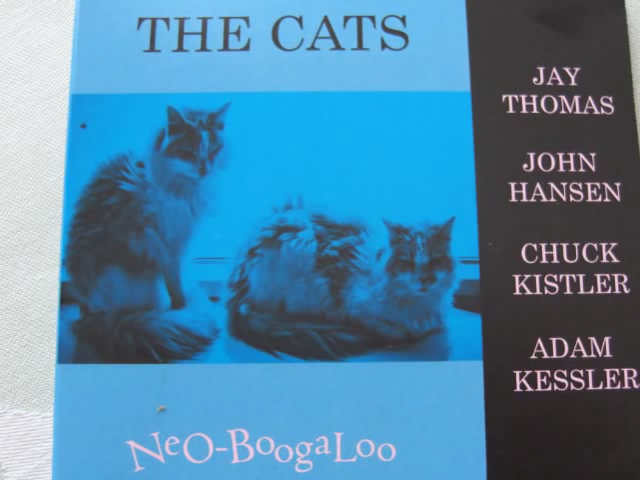 THE CATS
JAY
THOMAS
JOHN
HANSEN
CHUCK
KISTLER
ADAM
KESSLER
NeO-BoogaLoo